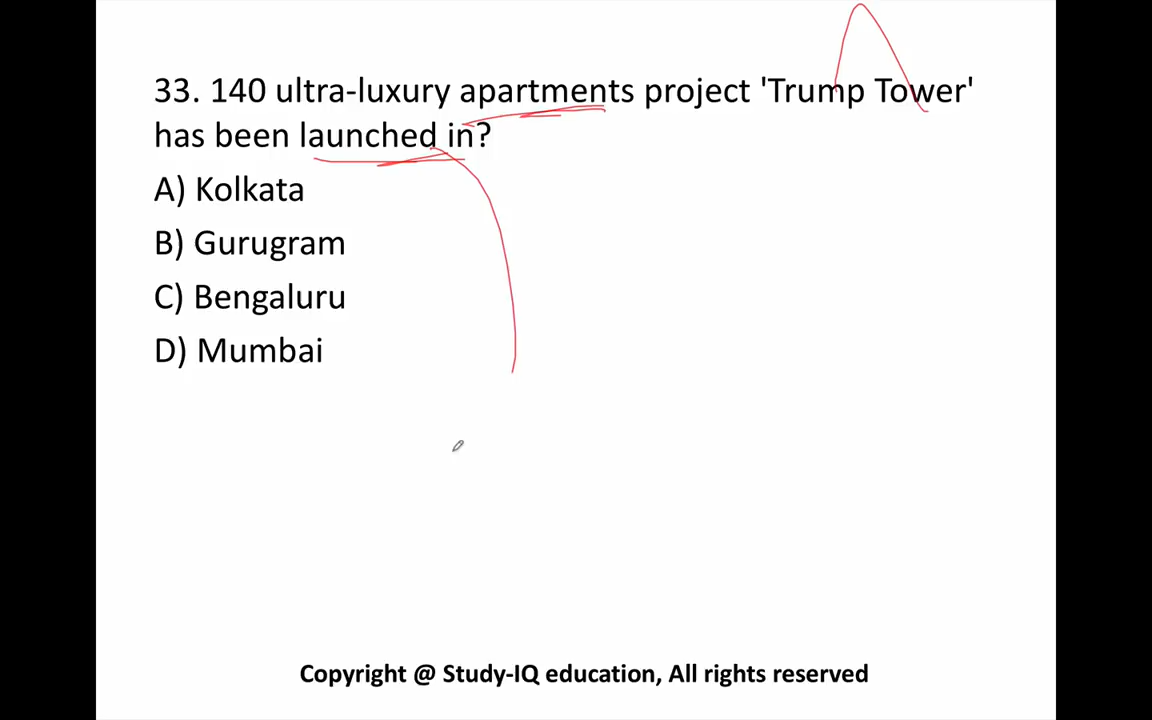 33. 140 ultra-luxury apartments project 'Trump Tower'
has been launched in?
A) Kolkata
B) Gurugram
C) Bengaluru
D) Mumbai
Copyright @ Study-IQ education, All rights reserved